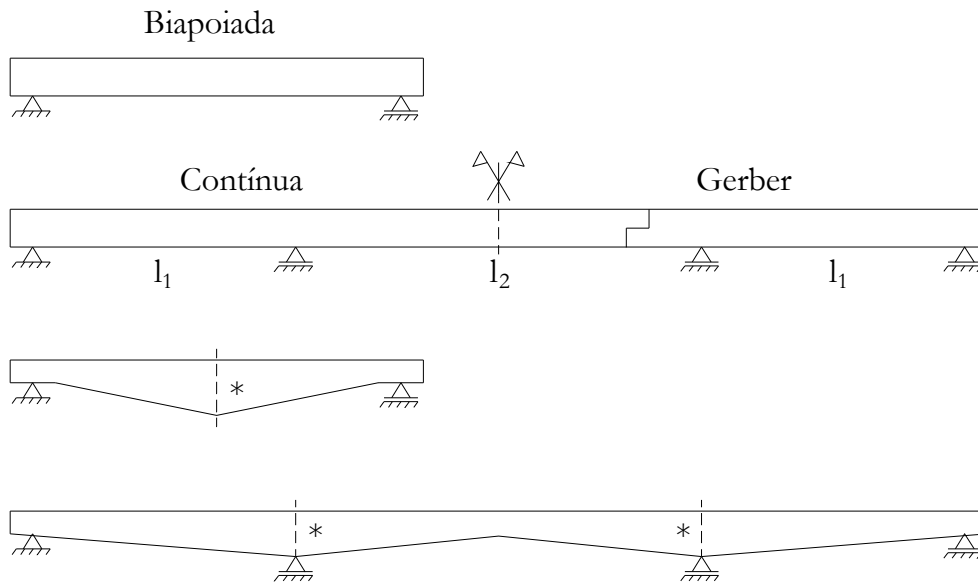 Biapoiada
Contínua Gerber
l₁ l₂ l₁
*
* *